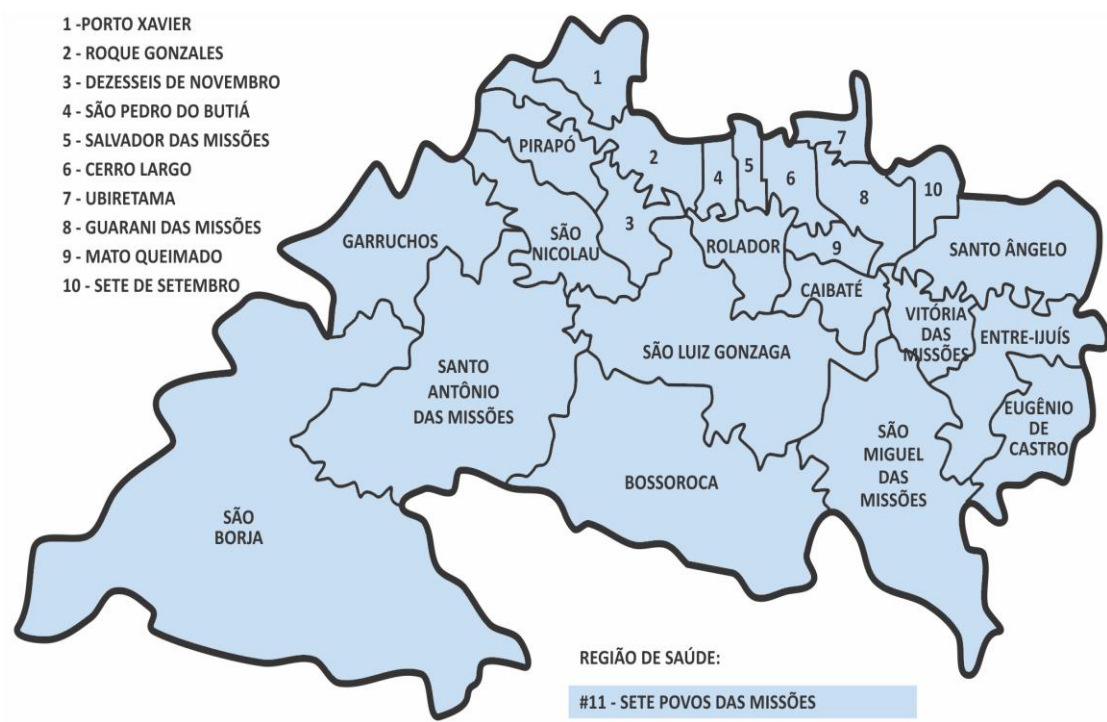 1 -PORTO XAVIER
2 - ROQUE GONZALES
3 - DEZESSEIS DE NOVEMBRO
4 - SÃO PEDRO DO BUTIÁ
5 - SALVADOR DAS MISSÕES
6 - CERRO LARGO
7 - UBIRETAMA
8 - GUARANI DAS MISSÕES
9 - MATO QUEIMADO
10 - SETE DE SETEMBRO
1
7
PIRAPÓ
2
4
5
6
8
10
GARRUCHOS
SÃO
NICOLAU
3
ROLADOR
9
SANTO ÂNGELO
CAIBATÉ
VITÓRIA
DAS
MISSÕES
ENTRE-IJUÍS
SÃO LUIZ GONZAGA
SANTO
ANTÔNIO
DAS MISSÕES
EUGÊNIO
DE
CASTRO
SÃO
MIGUEL
DAS
MISSÕES
BOSSOROCA
SÃO
BORJA
REGIÃO DE SAÚDE:
#11 - SETE POVOS DAS MISSÕES